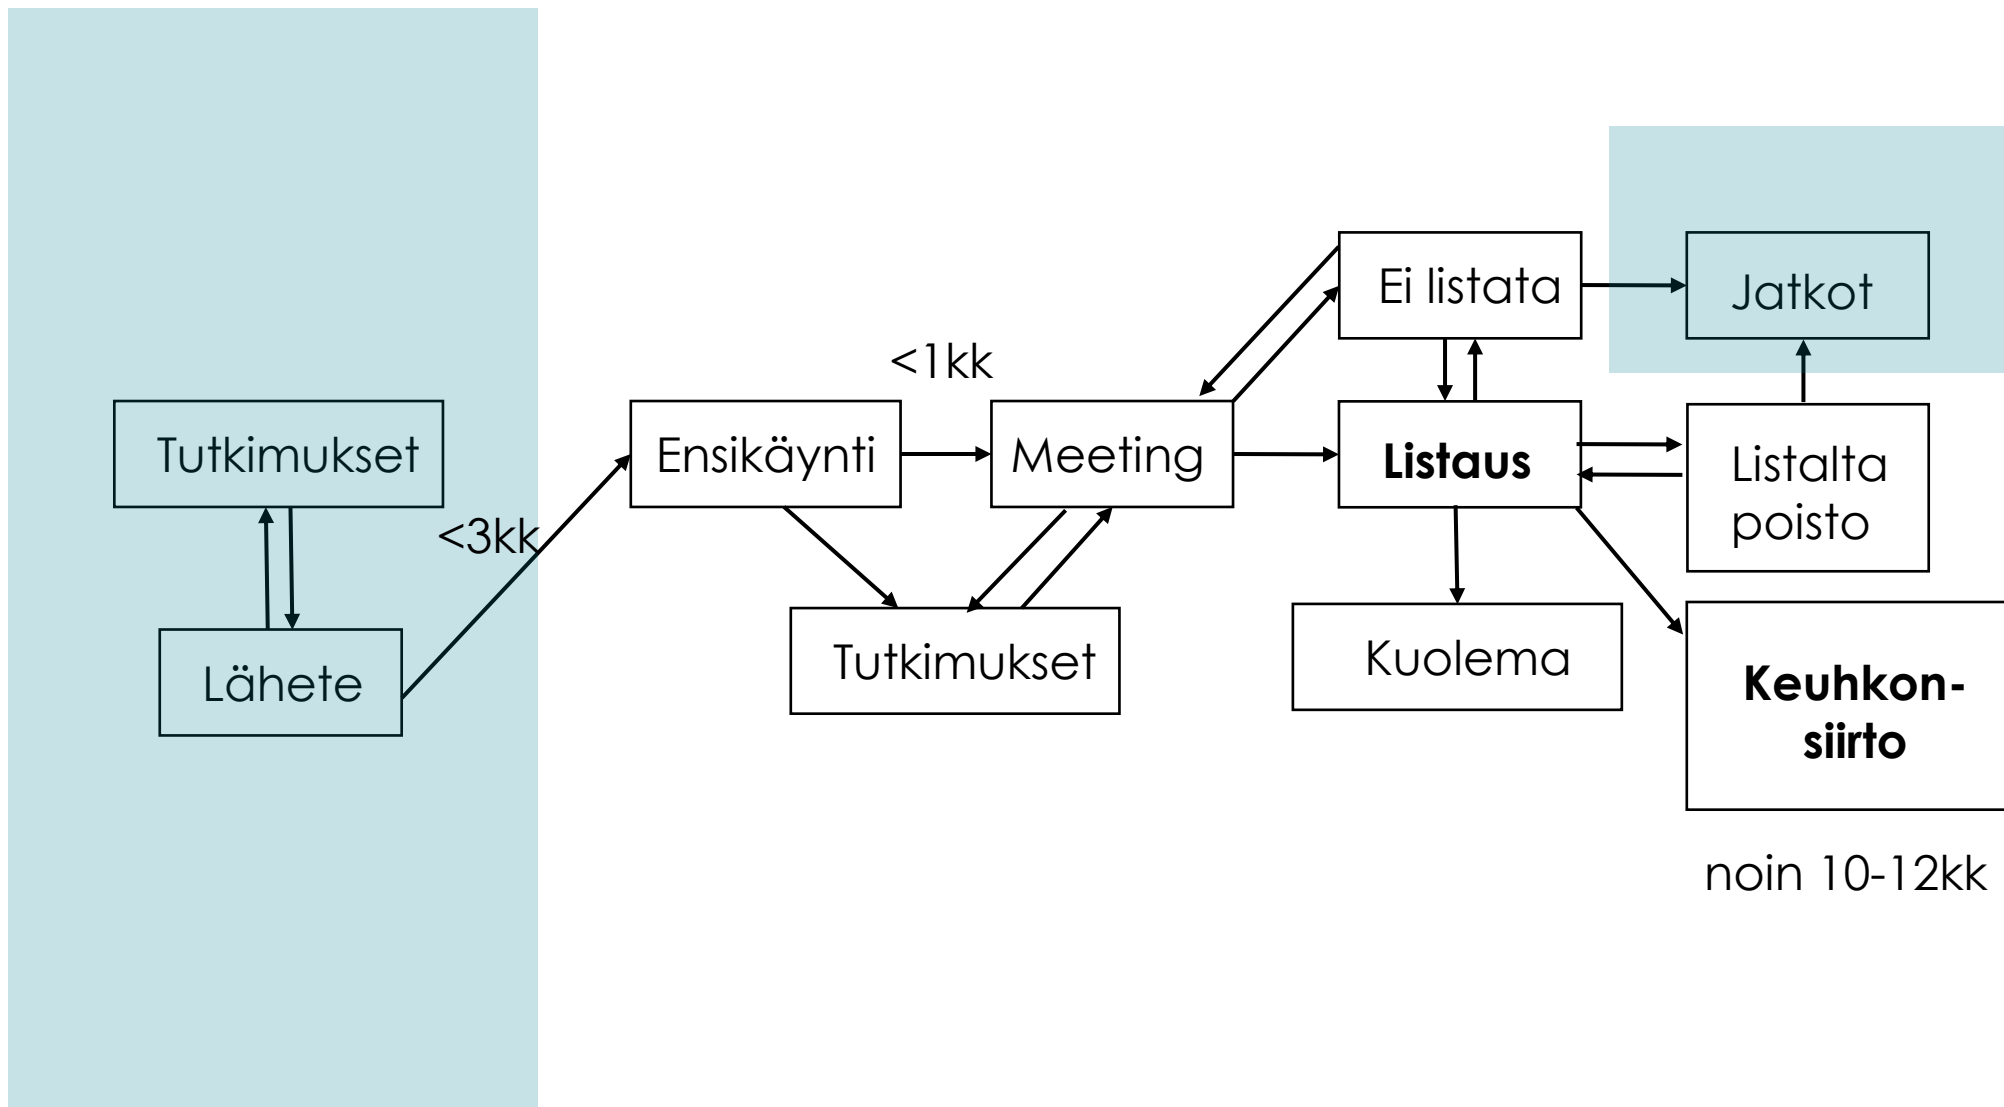 Tutkimukset
<3kk
Lähete
Ensikäynti
<1kk
Meeting
Tutkimukset
Ei listata
Listaus
Kuolema
Jatkot
Listalta
poisto
Keuhkon-
siirto
noin 10-12kk